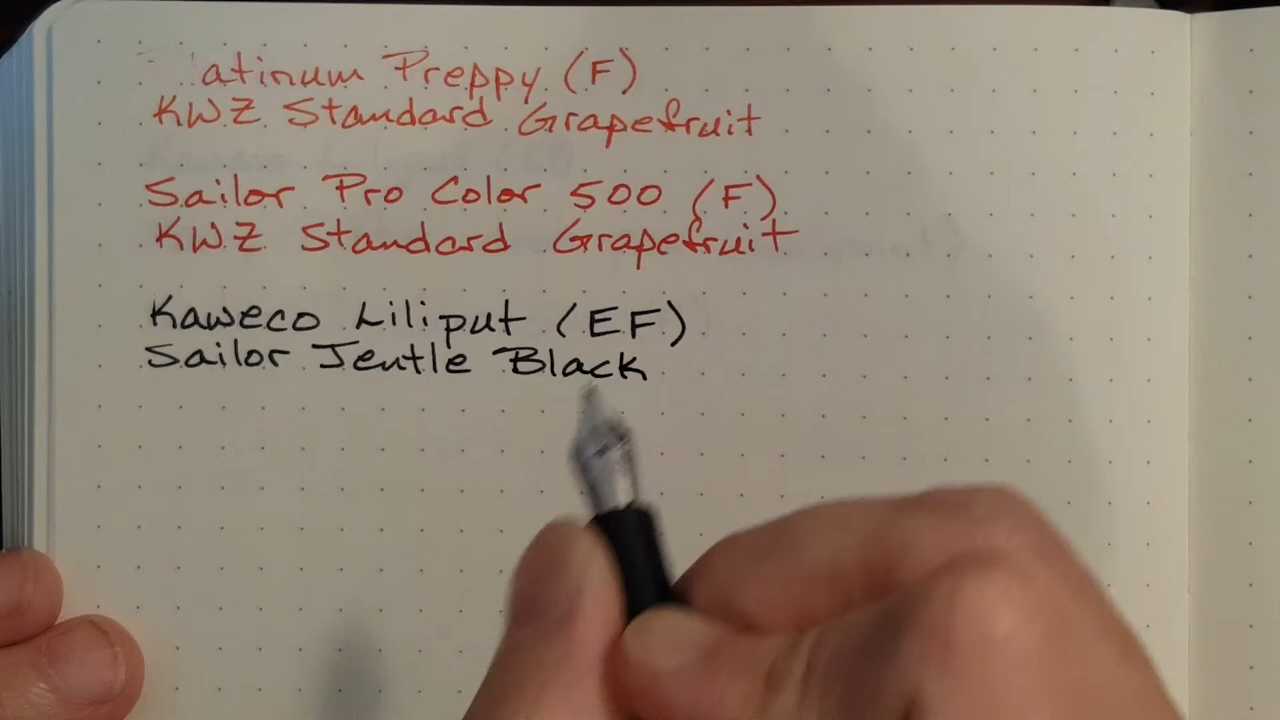 atinum Preppy (F)
KWZ Standard Grapefruit
Sailor Pro Color 500 (F)
KWZ Standard Grapefruit
Kaweco Liliput (EF)
Sailor Jentle Black